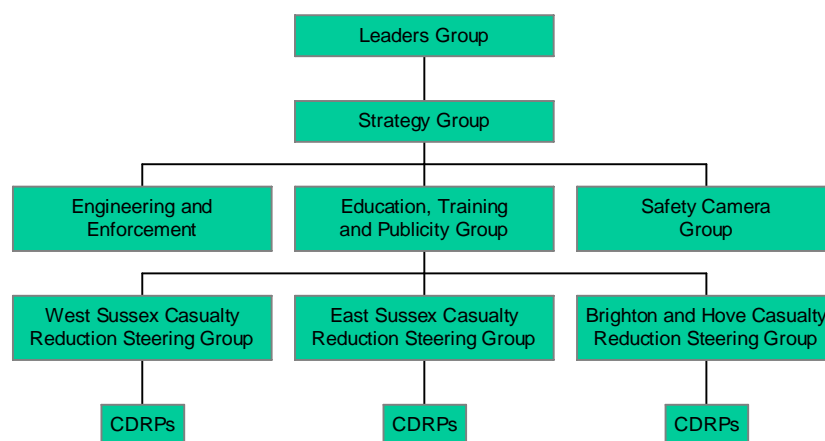 Leaders Group
Strategy Group
Engineering and
Enforcement
Education, Training
and Publicity Group
Safety Camera
Group
West Sussex Casualty
Reduction Steering Group
East Sussex Casualty
Reduction Steering Group
Brighton and Hove Casualty
Reduction Steering Group
CDRPs
CDRPs
CDRPs